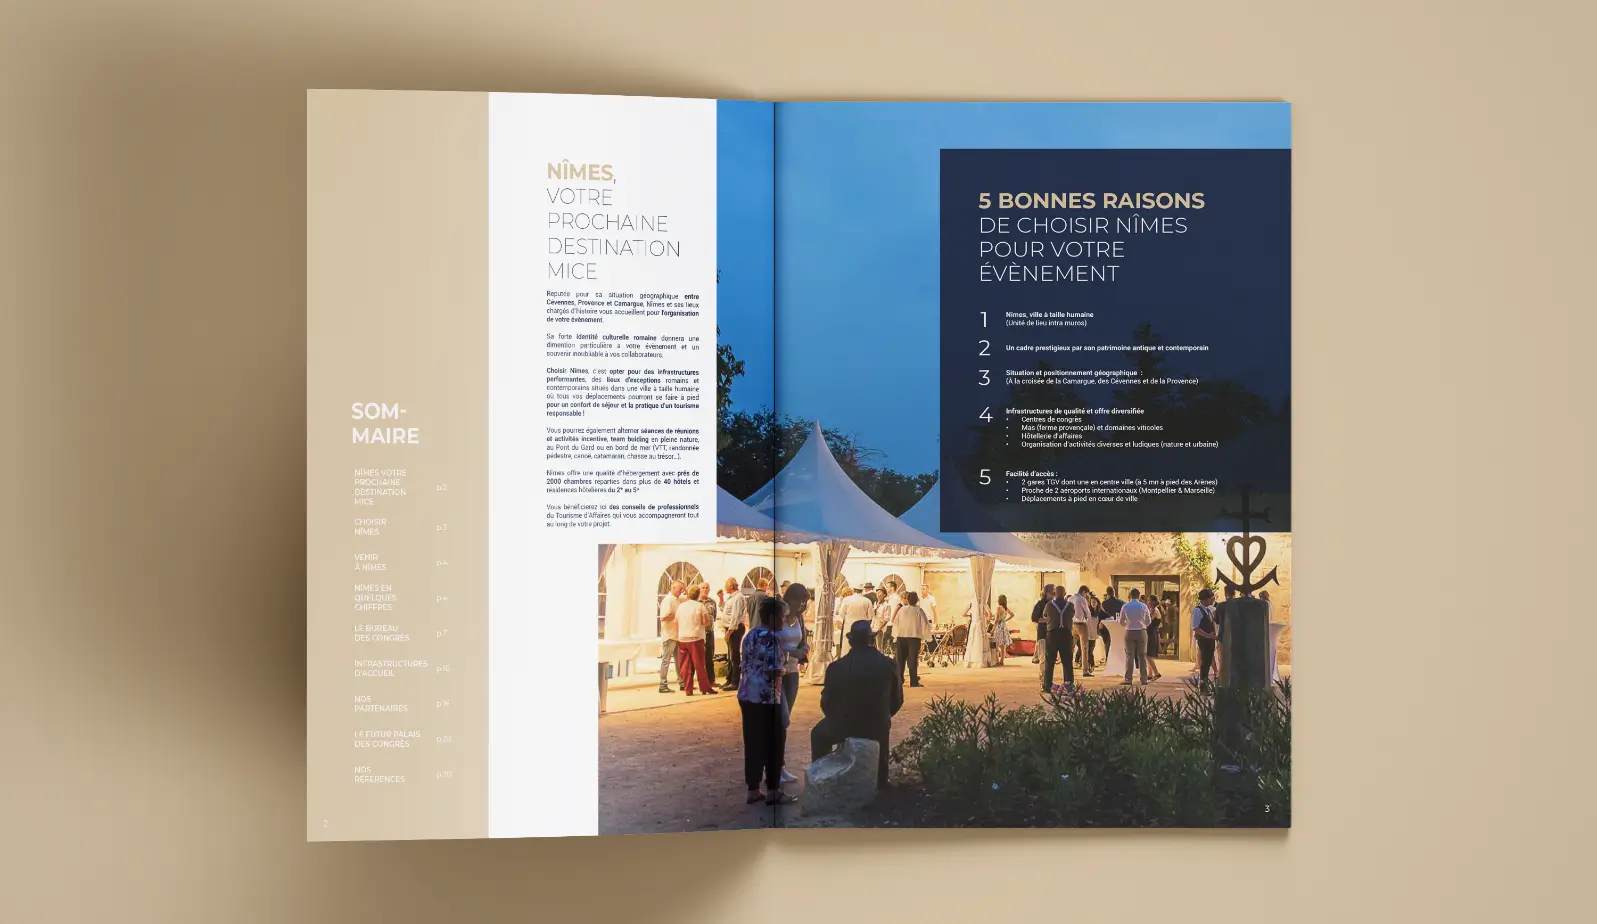 SOM-
MAIRE
NÎMES VOTRE
PROCHAINE
DESTINATION
MICE
p.2
CHOISIR
NÎMES
p.3
VENIR
À NÎMES
p.4
NÎMES EN
QUELQUES
CHIFFRES
LE BUREAU
DES CONGRÈS
p.7
INFRASTRUCTURES
D'ACCUEIL
p.10
NOS
PARTENAIRES
LE FUTUR PALAIS
DES CONGRÈS
NOS
RÉFÉRENCES
2
NÎMES,
VOTRE
PROCHAINE
DESTINATION
MICE
Réputée pour sa situation géographique entre
Cévennes, Provence et Camargue, Nîmes et ses lieux
chargés d'histoire vous accueillent pour l'organisation
de votre évènement.
Sa forte identité culturelle romaine donnera une
dimention particulière a votre évènement et un
souvenir inoubliable à vos collaborateurs.
Choisir Nîmes, c'est opter pour des infrastructures
performantes, des lieux d'exceptions romains et
contemporains situés dans une ville à taille humaine
où tous vos déplacements pourront se faire à pied
pour un confort de séjour et la pratique d'un tourisme
responsable !
Vous pourrez également alterner séances de réunions
et activités incentive, team buiding en pleine nature,
au Pont du Gard ou en bord de mer (VTT, randonnée
pédestre, canoë, catamaran, chasse au trésor...).
Nîmes offre une qualité d'hébergement avec près de
2000 chambres reparties dans plus de 40 hôtels et
résidences hôtelières du 2* au 5*
Vous bénéficierez ici des conseils de professionnels
du Tourisme d'Affaires qui vous accompagneront tout
au long de votre projet.
5 BONNES RAISONS
DE CHOISIR NÎMES
POUR VOTRE
ÉVÈNEMENT
1 Nîmes, ville à taille humaine
(Unité de lieu intra muros)
2 Un cadre prestigieux par son patrimoine antique et contemporain
3 Situation et positionnement géographique :
(À la croisée de la Camargue, des Cévennes et de la Provence)
4 Infrastructures de qualité et offre diversifiée
• Centres de congrès
• Mas (ferme provençale) et domaines viticoles
• Hôtellerie d'affaires
• Organisation d'activités diverses et ludiques (nature et urbaine)
5 Facilité d'accès :
• 2 gares TGV dont une en centre ville (à 5 mn à pied des Arènes)
• Proche de 2 aéroports internationaux (Montpellier & Marseille)
• Déplacements à pied en cœur de ville
3